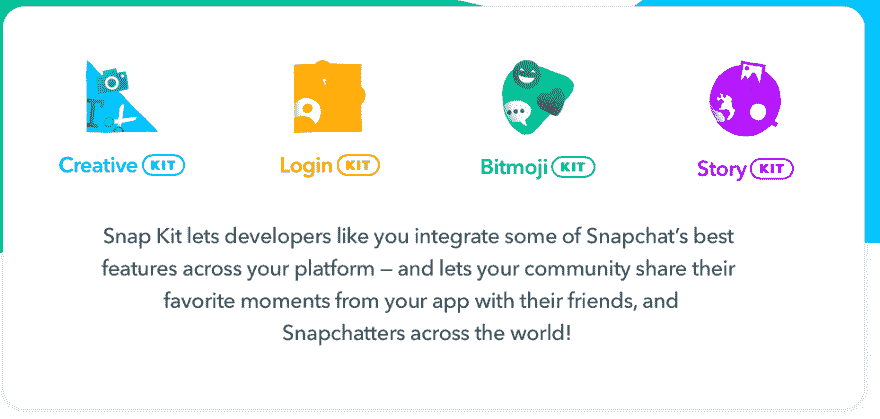 Creative KIT
Login KIT
Bitmoji KIT
Story KIT
Snap Kit lets developers like you integrate some of Snapchat's best
features across your platform – and lets your community share their
favorite moments from your app with their friends, and
Snapchatters across the world!